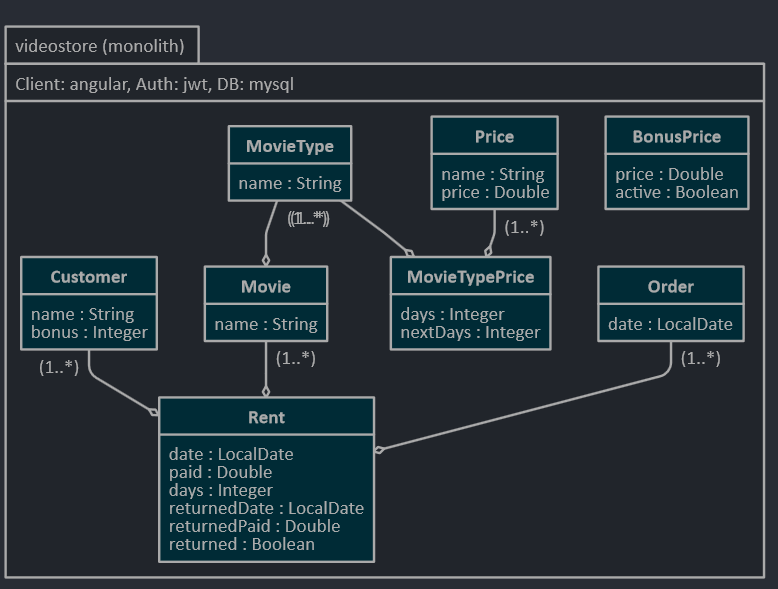 videostore (monolith)
Client: angular, Auth: jwt, DB: mysql
MovieType
name : String
Price
name : String
price : Double
BonusPrice
price : Double
active : Boolean
(1..*)
(1..*)
(1..*)
Customer
name : String
bonus : Integer
Movie
name : String
MovieTypePrice
days : Integer
nextDays : Integer
Order
date : LocalDate
(1..*)
(1..*)
(1..*)
Rent
date : LocalDate
paid : Double
days : Integer
returnedDate : LocalDate
returnedPaid : Double
returned : Boolean